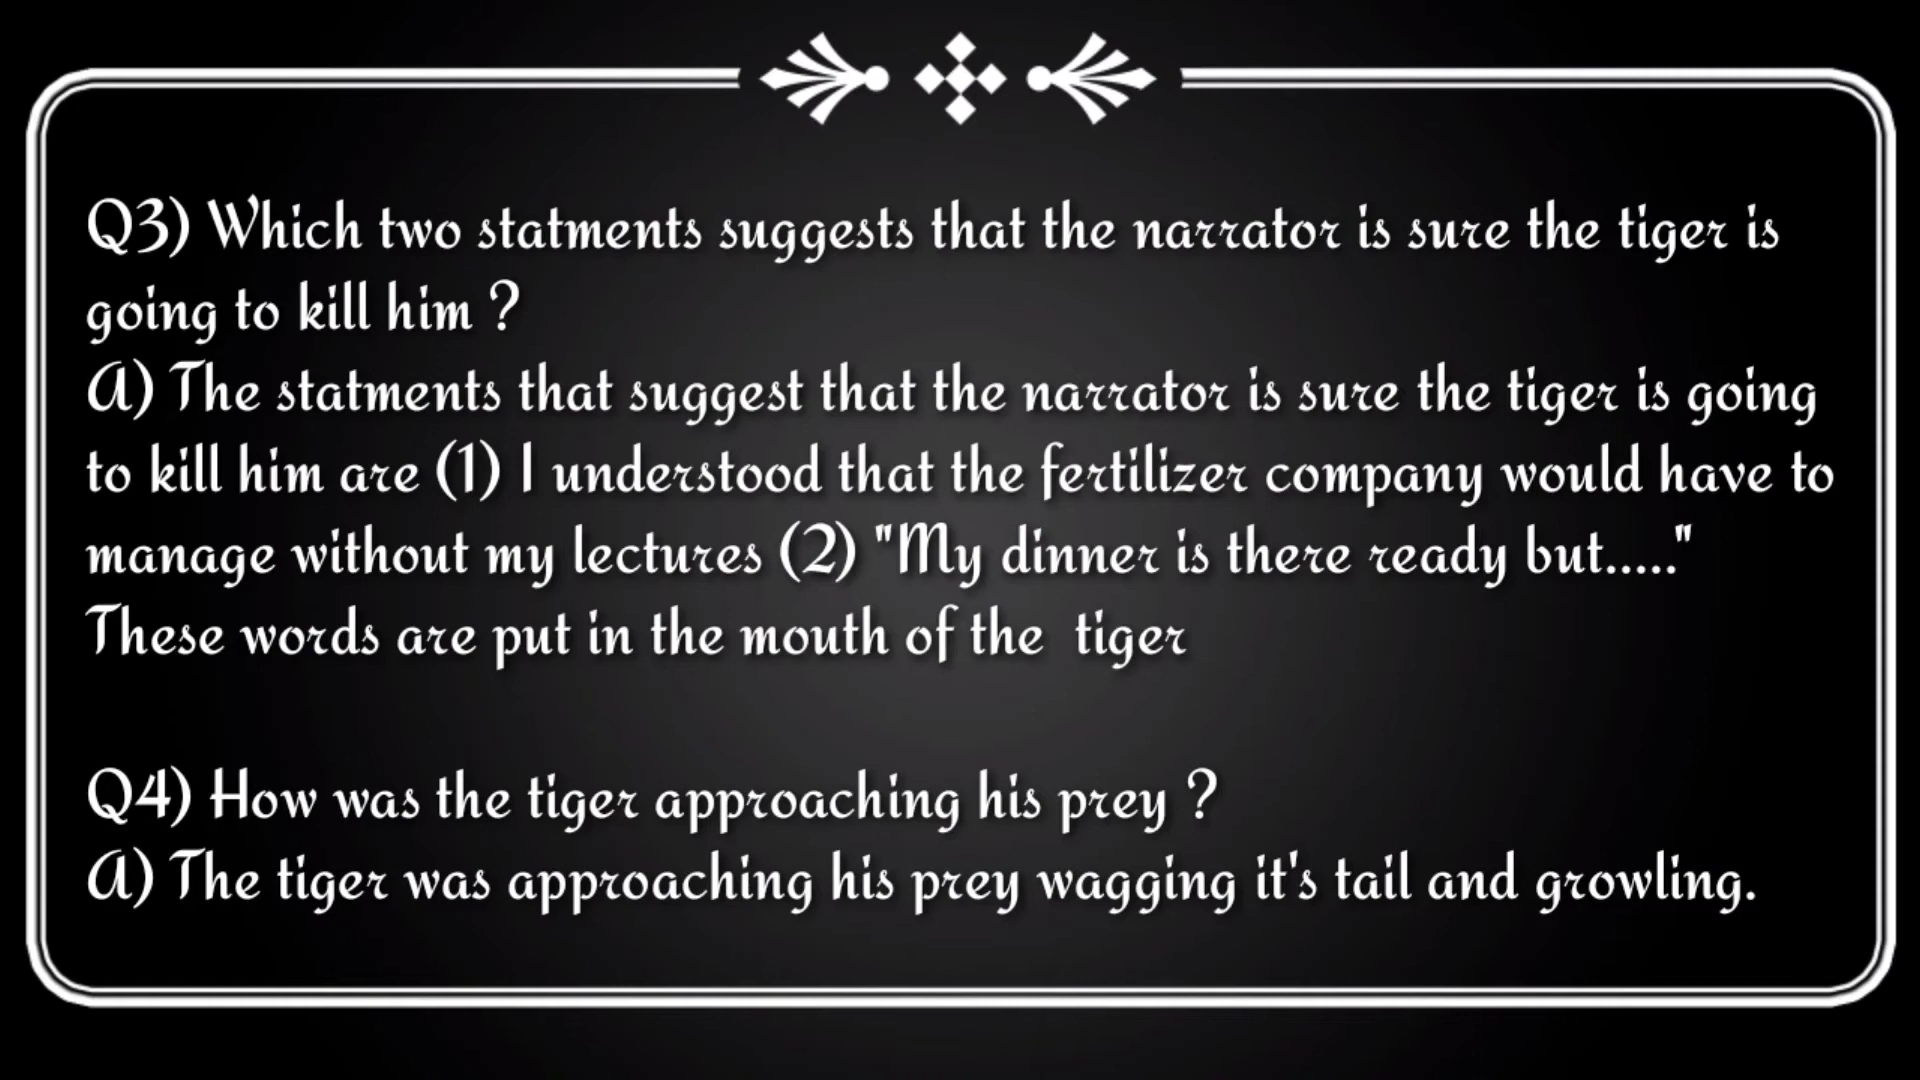 Q3) Which two statments suggests that the narrator is sure the tiger is
going to kill him ?
A) The statments that suggest that the narrator is sure the tiger is going
to kill him are (1) I understood that the fertilizer company would have to
manage without my lectures (2) "My dinner is there ready but....."
These words are put in the mouth of the  tiger
Q4) How was the tiger approaching his prey ?
A) The tiger was approaching his prey wagging it's tail and growling.